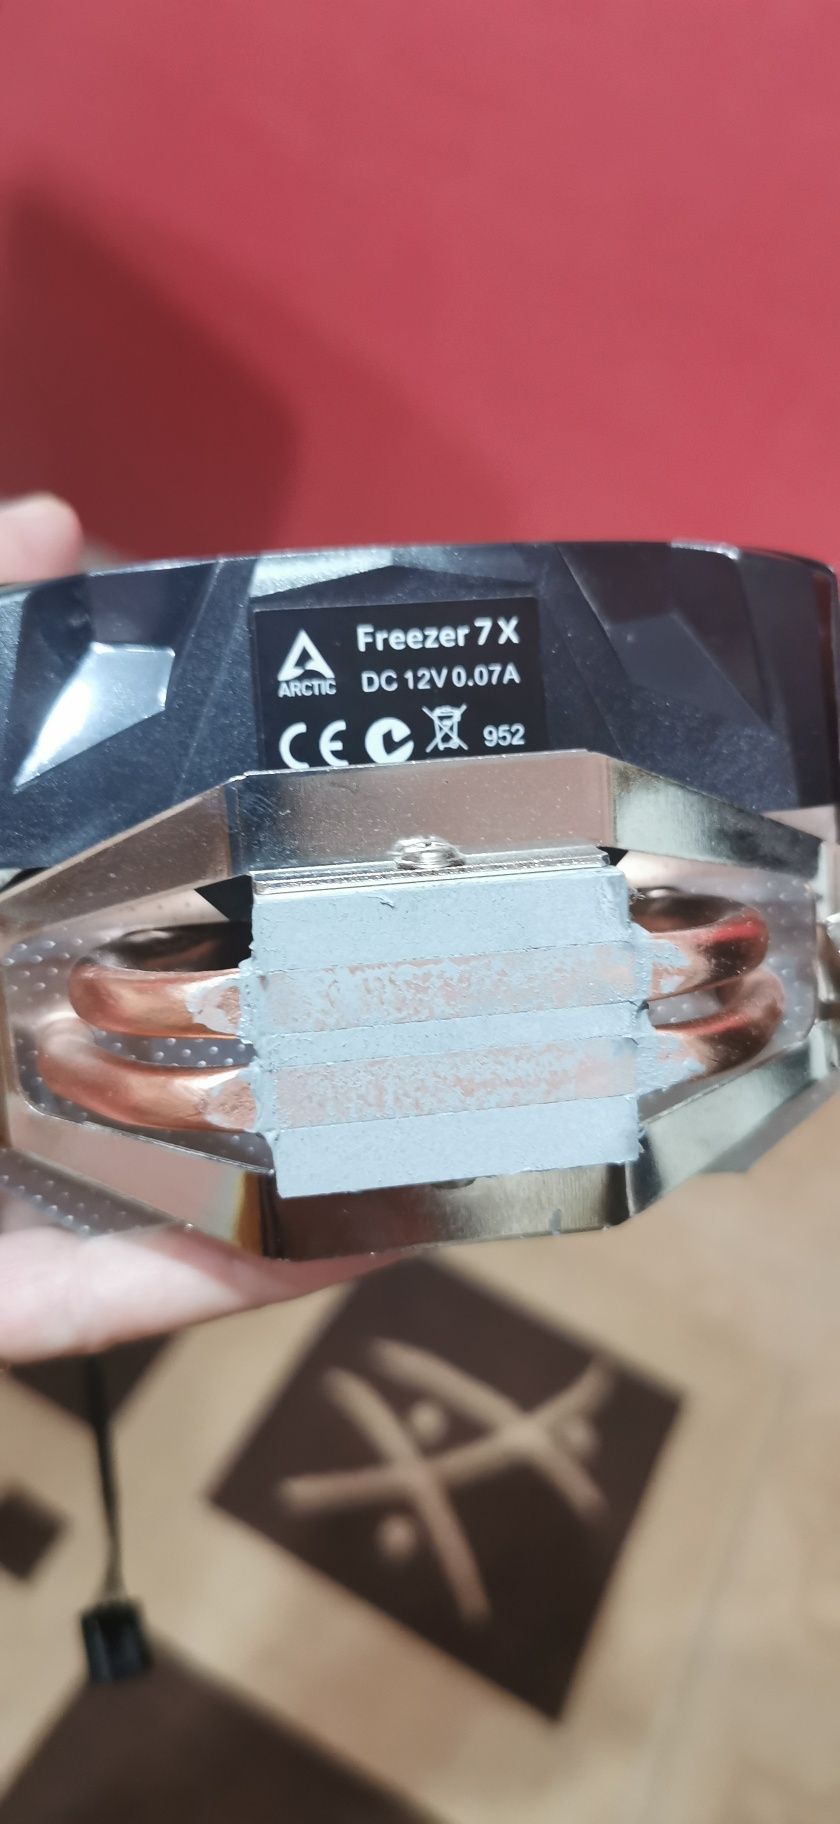 Freezer 7 X
ARCTIC
DC 12V 0.07A
CE
952